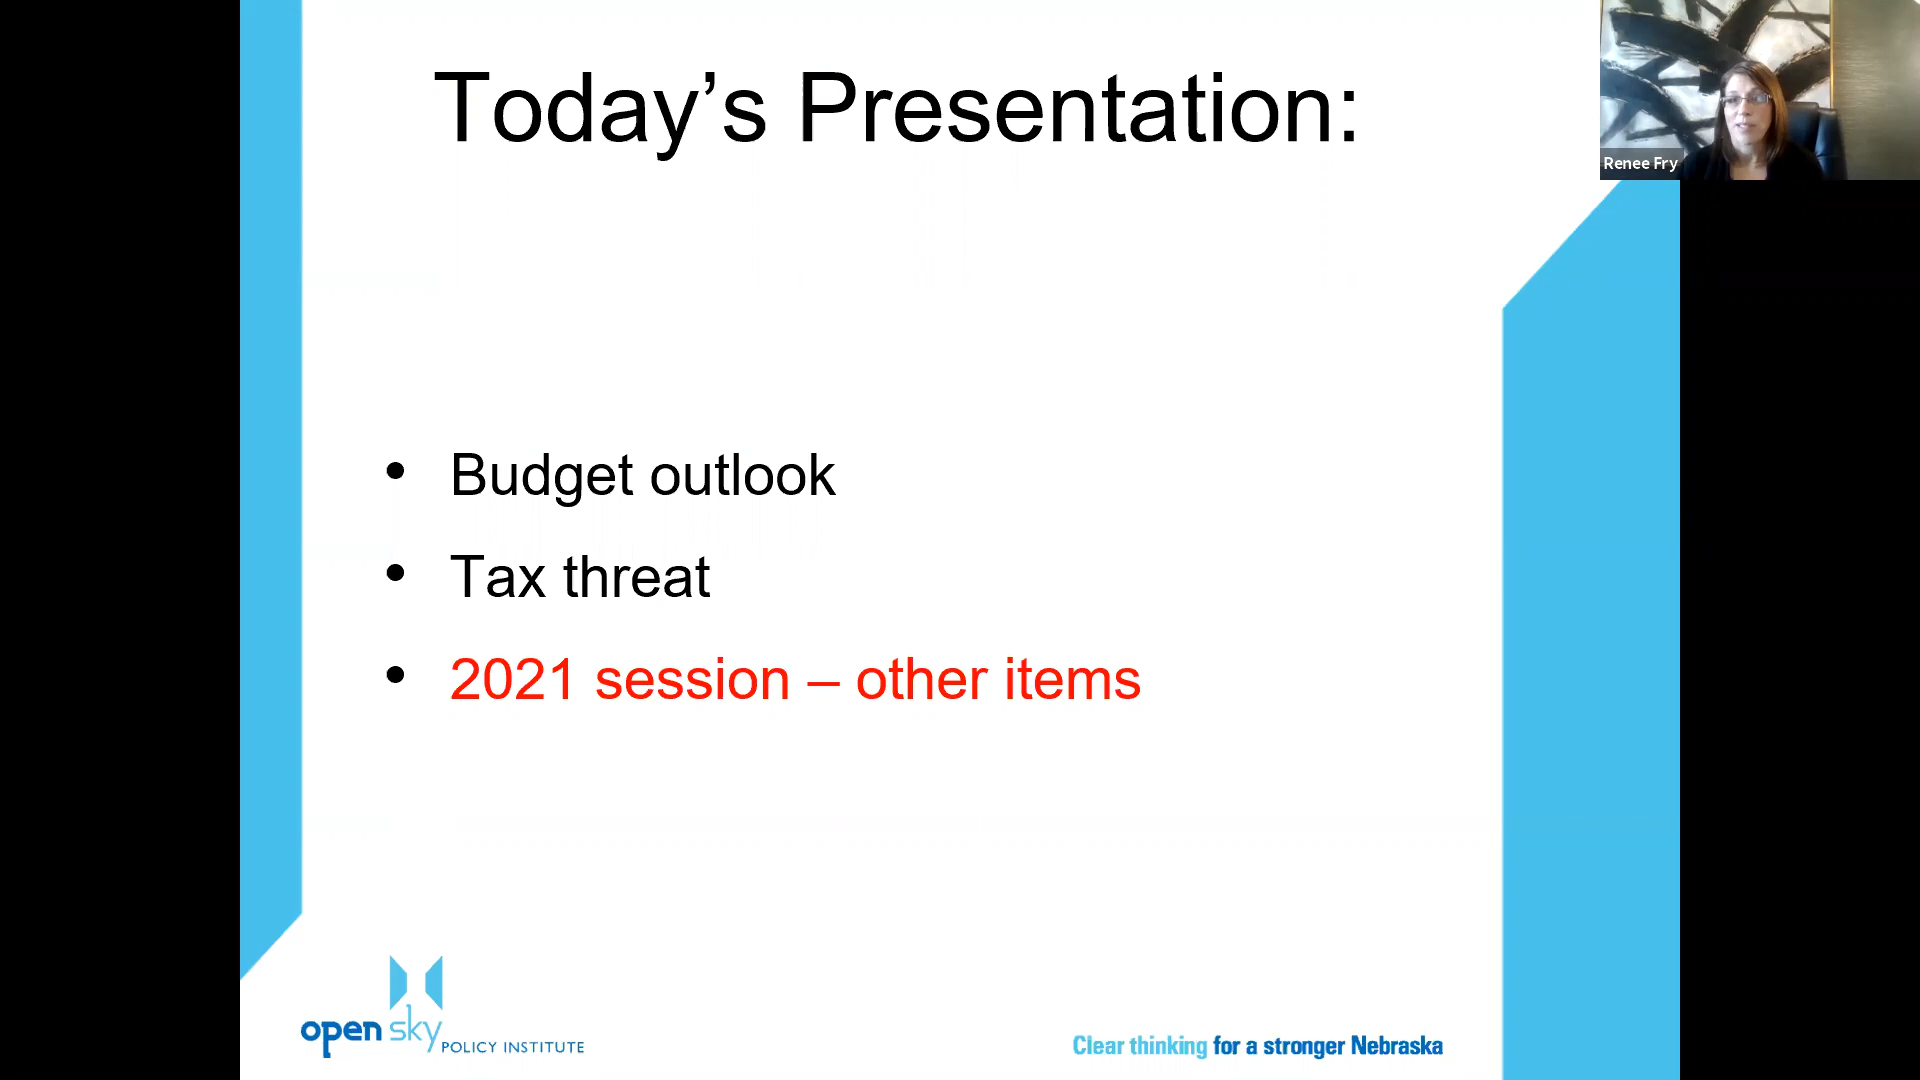 Today’s Presentation:
Renee Fry
• Budget outlook
• Tax threat
• 2021 session – other items
open sky
POLICY INSTITUTE
Clear thinking for a stronger Nebraska